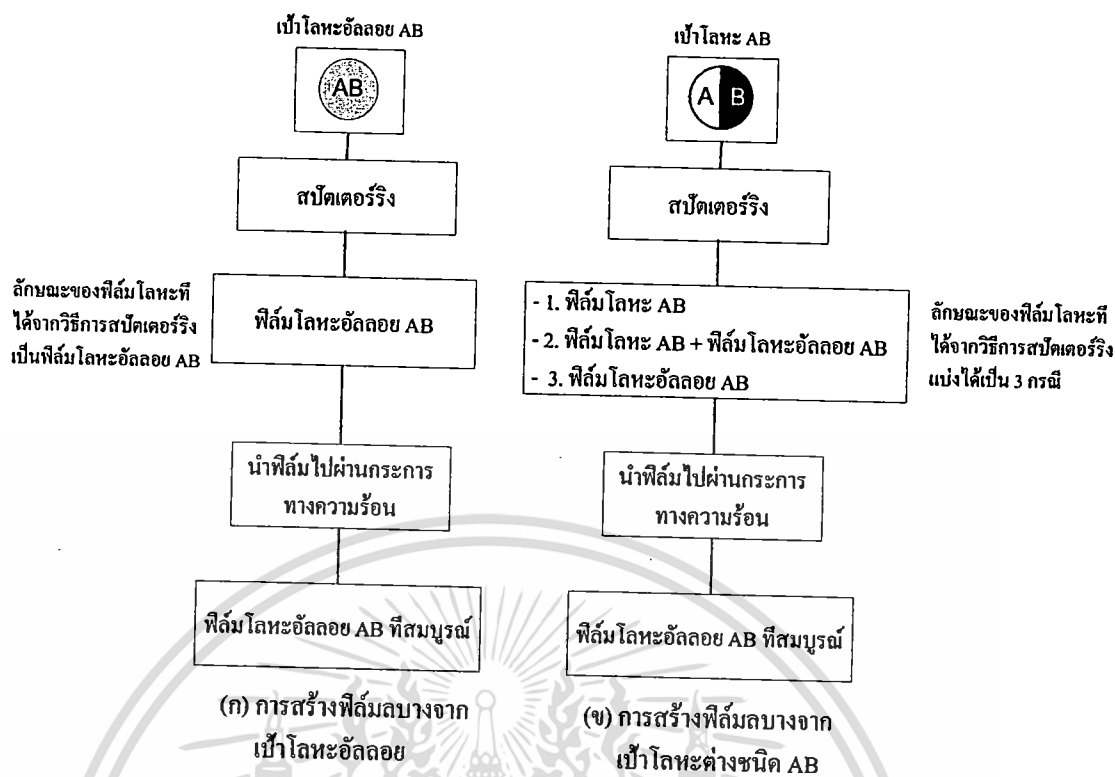 เป้าโลหะอัลลอย AB
AB
สปัตเตอร์ริง
ลักษณะของฟิล์มโลหะที่
ได้จากวิธีการสปัตเตอร์ริง
เป็นฟิล์มโลหะอัลลอย AB
ฟิล์มโลหะอัลลอย AB
นำฟิล์มไปผ่านกระการ
ทางความร้อน
ฟิล์มโลหะอัลลอย AB ที่สมบูรณ์
(ก) การสร้างฟิล์มลบางจาก
เป้าโลหะอัลลอย
เป้าโลหะ AB
A B
สปัตเตอร์ริง
- 1. ฟิล์มโลหะ AB
- 2. ฟิล์มโลหะ AB + ฟิล์มโลหะอัลลอย AB
- 3. ฟิล์มโลหะอัลลอย AB
ลักษณะของฟิล์มโลหะที่
ได้จากวิธีการสปัตเตอร์ริง
แบ่งได้เป็น 3 กรณี
นำฟิล์มไปผ่านกระการ
ทางความร้อน
ฟิล์มโลหะอัลลอย AB ที่สมบูรณ์
(ข) การสร้างฟิล์มลบางจาก
เป้าโลหะต่างชนิด AB